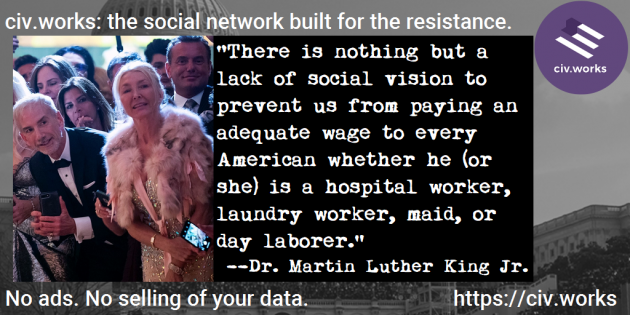 civ.works: the social network built for the resistance.
civ.works
"There is nothing but a
lack of social vision to
prevent us from paying an
adequate wage to every
American whether he (or
she) is a hospital worker,
laundry worker, maid, or
day laborer."
--Dr. Martin Luther King Jr.
No ads. No selling of your data.
https://civ.works